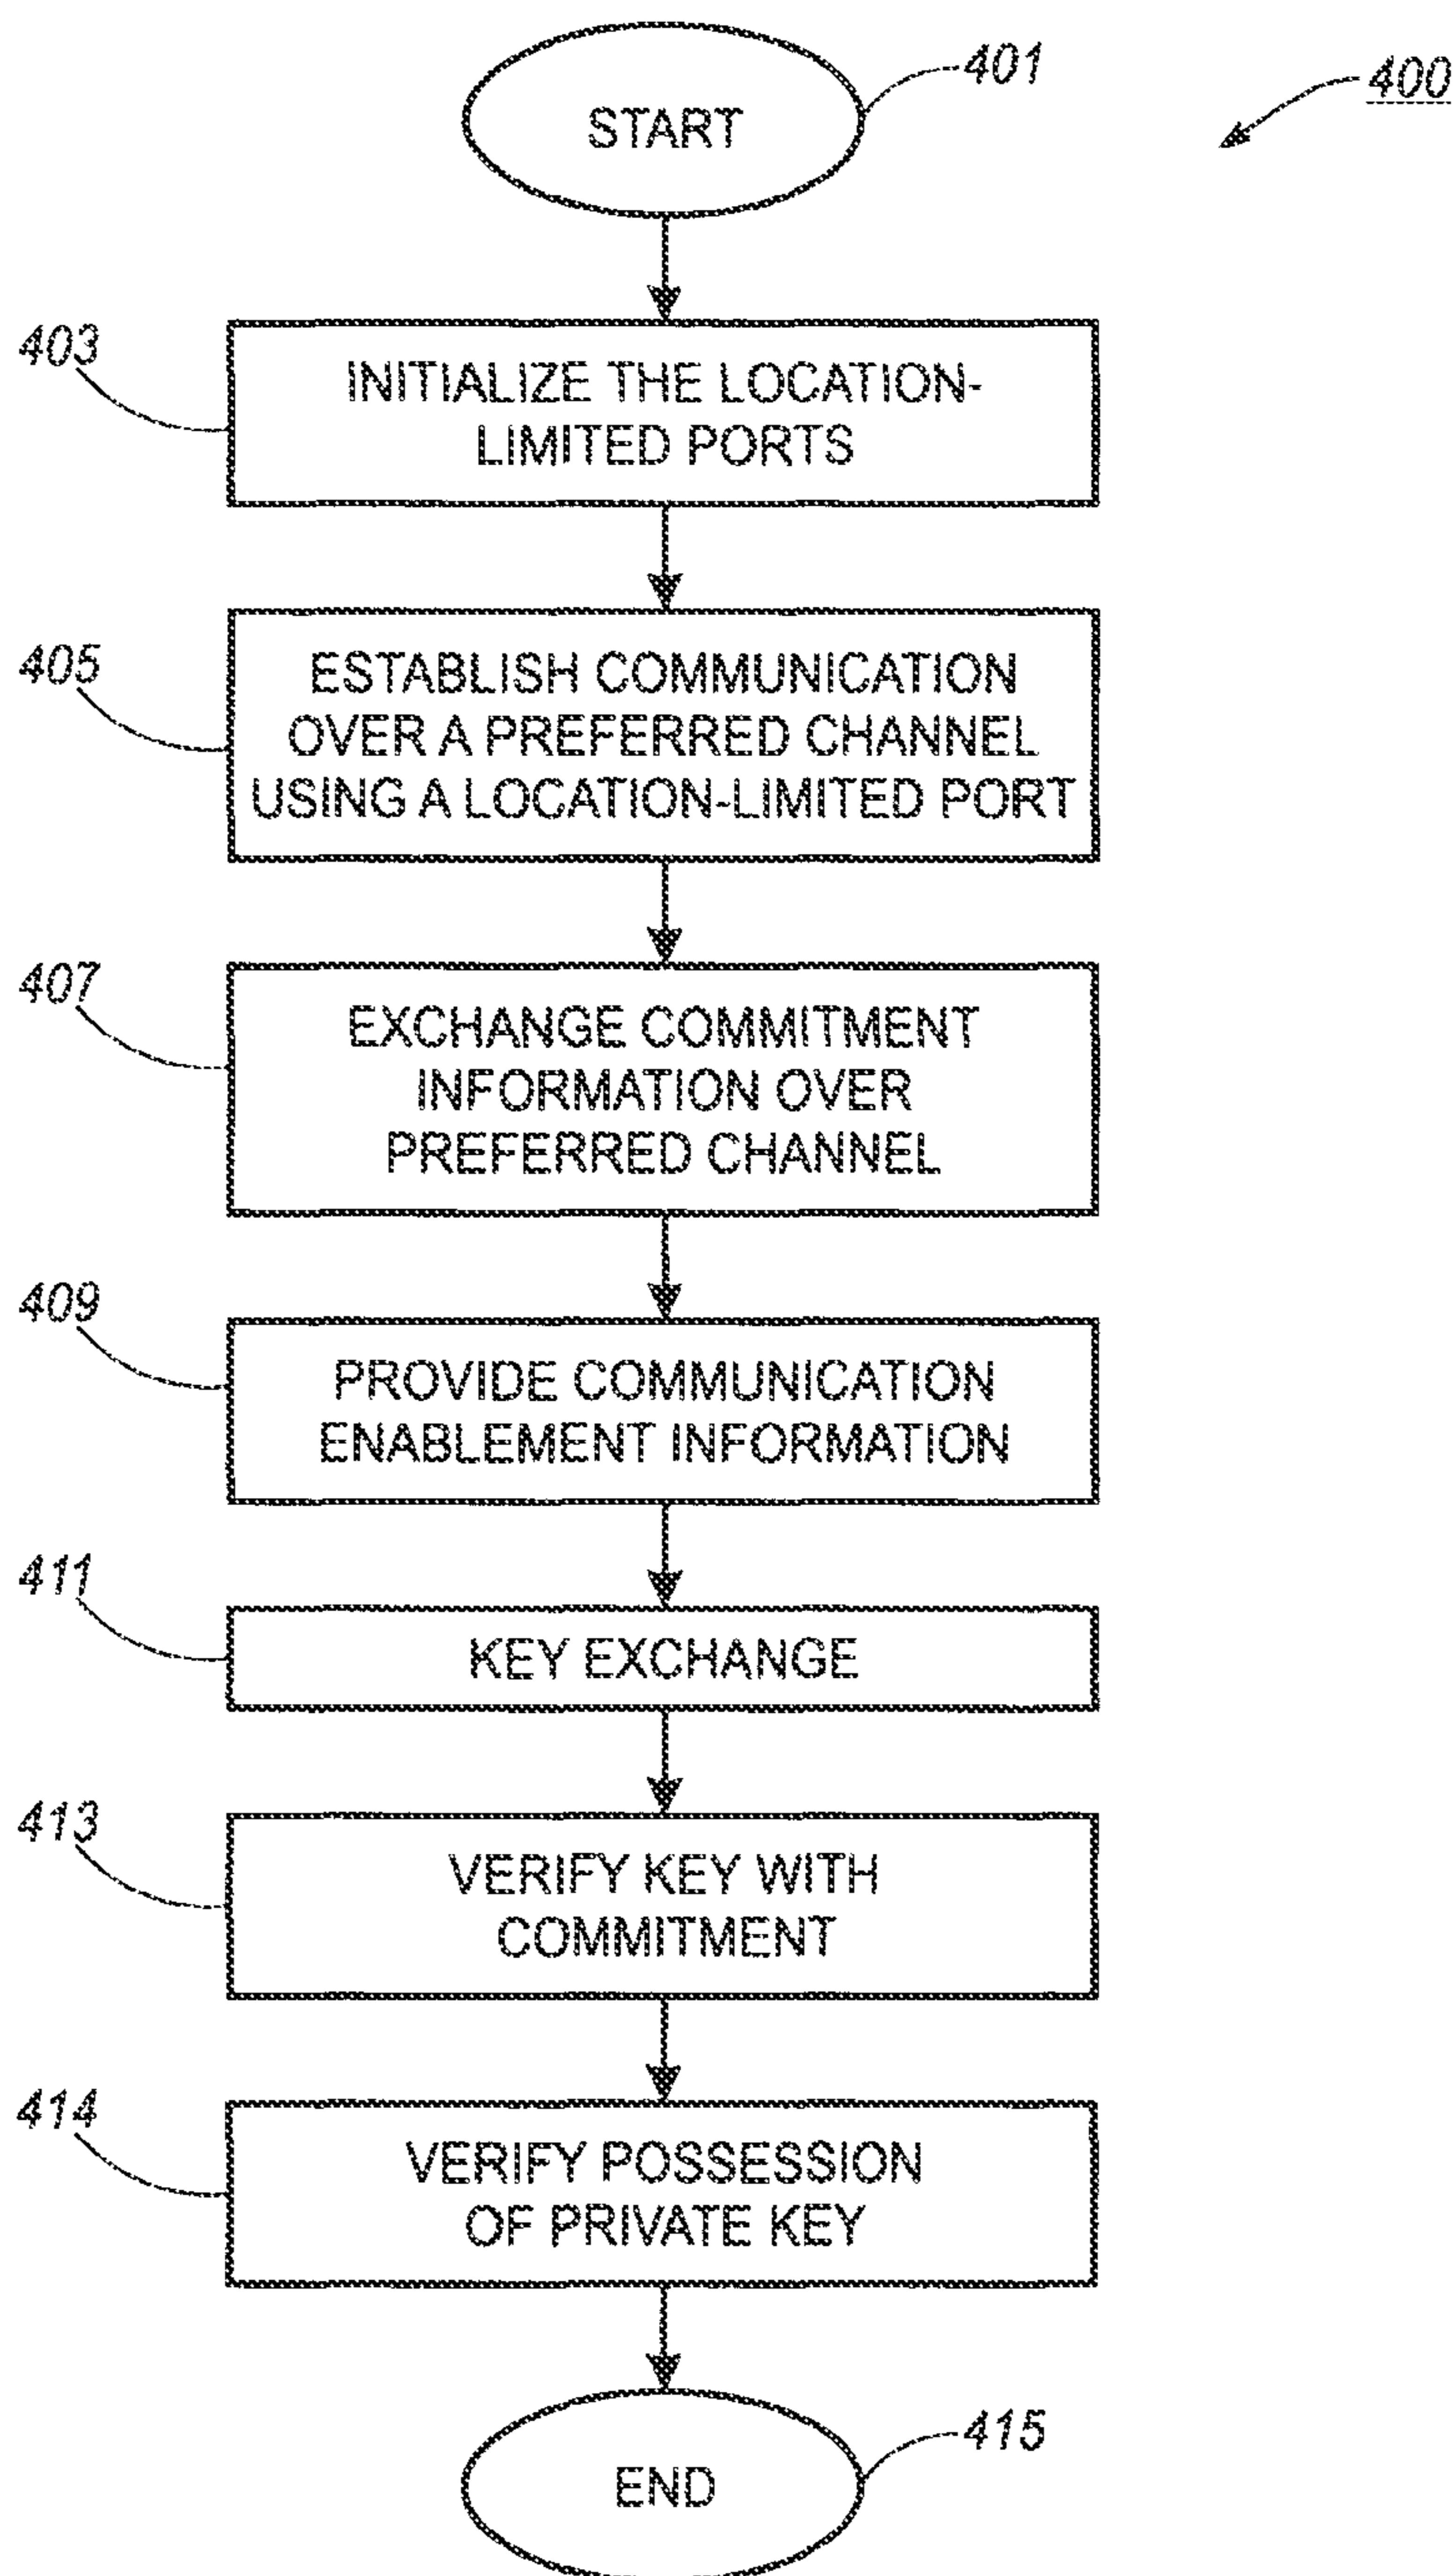 401
400
START
403
INITIALIZE THE LOCATION-
LIMITED PORTS
405
ESTABLISH COMMUNICATION
OVER A PREFERRED CHANNEL
USING A LOCATION-LIMITED PORT
407
EXCHANGE COMMITMENT
INFORMATION OVER
PREFERRED CHANNEL
409
PROVIDE COMMUNICATION
ENABLEMENT INFORMATION
411
KEY EXCHANGE
413
VERIFY KEY WITH
COMMITMENT
414
VERIFY POSSESSION
OF PRIVATE KEY
415
END